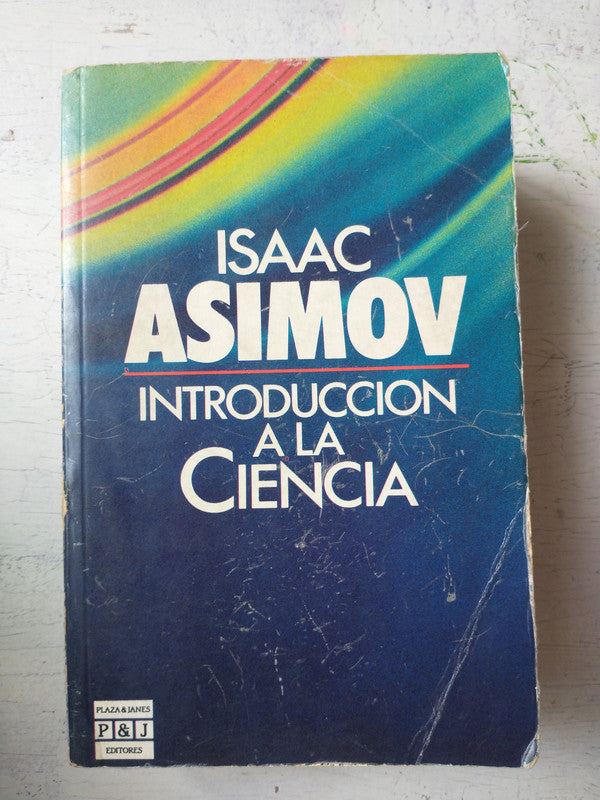 ISAAC
ASIMOV
INTRODUCCION
A LA
CIENCIA
PLAZA & JANES
P & J
EDITORES